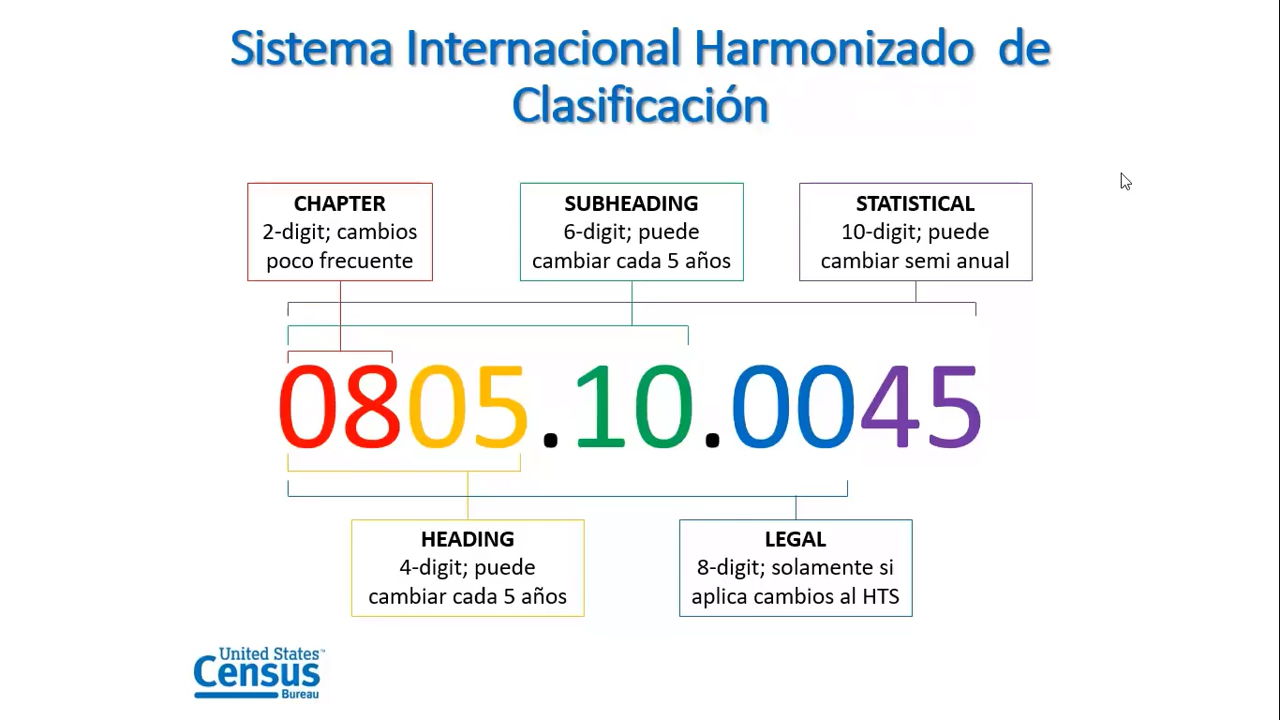 Sistema Internacional Harmonizado de
Clasificación
CHAPTER
2-digit; cambios
poco frecuente
SUBHEADING
6-digit; puede
cambiar cada 5 años
STATISTICAL
10-digit; puede
cambiar semi anual
0805.10.0045
HEADING
4-digit; puede
cambiar cada 5 años
LEGAL
8-digit; solamente si
aplica cambios al HTS
United States™
Census
Bureau